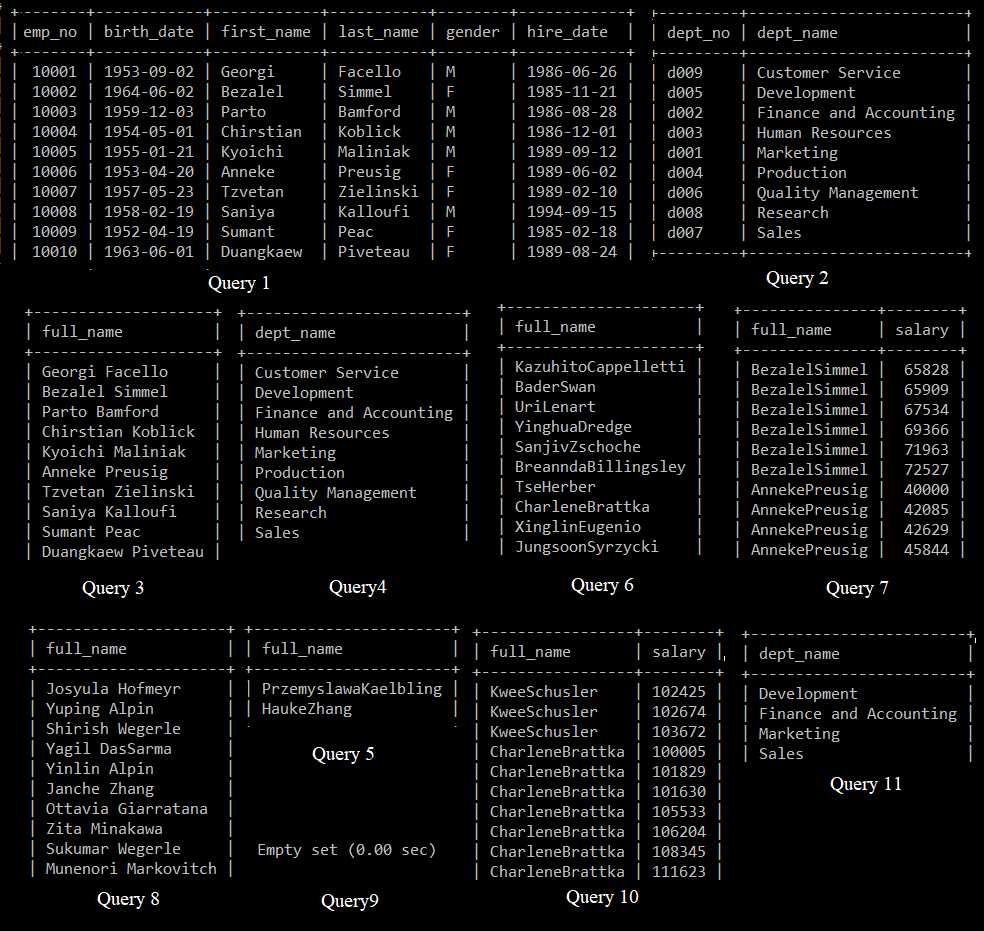 +--------+------------+------------+-----------+--------+------------+
| emp_no | birth_date | first_name | last_name | gender | hire_date |
+--------+------------+------------+-----------+--------+------------+
| 10001 | 1953-09-02 | Georgi | Facello | M | 1986-06-26 |
| 10002 | 1964-06-02 | Bezalel | Simmel | F | 1985-11-21 |
| 10003 | 1959-12-03 | Parto | Bamford | M | 1986-08-28 |
| 10004 | 1954-05-01 | Chirstian | Koblick | M | 1986-12-01 |
| 10005 | 1955-01-21 | Kyoichi | Maliniak | M | 1989-09-12 |
| 10006 | 1953-04-20 | Anneke | Preusig | F | 1989-06-02 |
| 10007 | 1957-05-23 | Tzvetan | Zielinski | F | 1989-02-10 |
| 10008 | 1958-02-19 | Saniya | Kalloufi | M | 1994-09-15 |
| 10009 | 1952-04-19 | Sumant | Peac | F | 1985-02-18 |
| 10010 | 1963-06-01 | Duangkaew | Piveteau | F | 1989-08-24 |
Query 1
+---------+--------------------+
| dept_no | dept_name |
+---------+--------------------+
| d009 | Customer Service |
| d005 | Development |
| d002 | Finance and Accounting |
| d003 | Human Resources |
| d001 | Marketing |
| d004 | Production |
| d006 | Quality Management |
| d008 | Research |
| d007 | Sales |
+---------+--------------------+
Query 2
+--------------------+
| full_name |
+--------------------+
| Georgi Facello |
| Bezalel Simmel |
| Parto Bamford |
| Chirstian Koblick |
| Kyoichi Maliniak |
| Anneke Preusig |
| Tzvetan Zielinski |
| Saniya Kalloufi |
| Sumant Peac |
| Duangkaew Piveteau |
Query 3
+--------------------+
| dept_name |
+--------------------+
| Customer Service |
| Development |
| Finance and Accounting |
| Human Resources |
| Marketing |
| Production |
| Quality Management |
| Research |
| Sales |
Query4
+--------------------+
| full_name |
+--------------------+
| KazuhitoCappelletti |
| BaderSwan |
| UriLenart |
| YinghuaDredge |
| SanjivZschoche |
| BreanndaBillingsley |
| TseHerber |
| CharleneBrattka |
| XinglinEugenio |
| JungsoonSyrzycki |
Query 6
+---------------+--------+
| full_name | salary |
+---------------+--------+
| BezalelSimmel | 65828 |
| BezalelSimmel | 65909 |
| BezalelSimmel | 67534 |
| BezalelSimmel | 69366 |
| BezalelSimmel | 71963 |
| BezalelSimmel | 72527 |
| AnnekePreusig | 40000 |
| AnnekePreusig | 42085 |
| AnnekePreusig | 42629 |
| AnnekePreusig | 45844 |
Query 7
+--------------------+
| full_name |
+--------------------+
| Josyula Hofmeyr |
| Yuping Alpin |
| Shirish Wegerle |
| Yagil DasSarma |
| Yinlin Alpin |
| Janche Zhang |
| Ottavia Giarratana |
| Zita Minakawa |
| Sukumar Wegerle |
| Munenori Markovitch |
Query 8
+--------------------+
| full_name |
+--------------------+
| PrzemyslawaKaelbling |
| HaukeZhang |
Query 5
Empty set (0.00 sec)
Query9
+-----------------+--------+
| full_name | salary |
+-----------------+--------+
| KweeSchusler | 102425 |
| KweeSchusler | 102674 |
| KweeSchusler | 103672 |
| CharleneBrattka | 100005 |
| CharleneBrattka | 101829 |
| CharleneBrattka | 101630 |
| CharleneBrattka | 105533 |
| CharleneBrattka | 106204 |
| CharleneBrattka | 108345 |
| CharleneBrattka | 111623 |
Query 10
+--------------------+
| dept_name |
+--------------------+
| Development |
| Finance and Accounting |
| Marketing |
| Sales |
Query 11